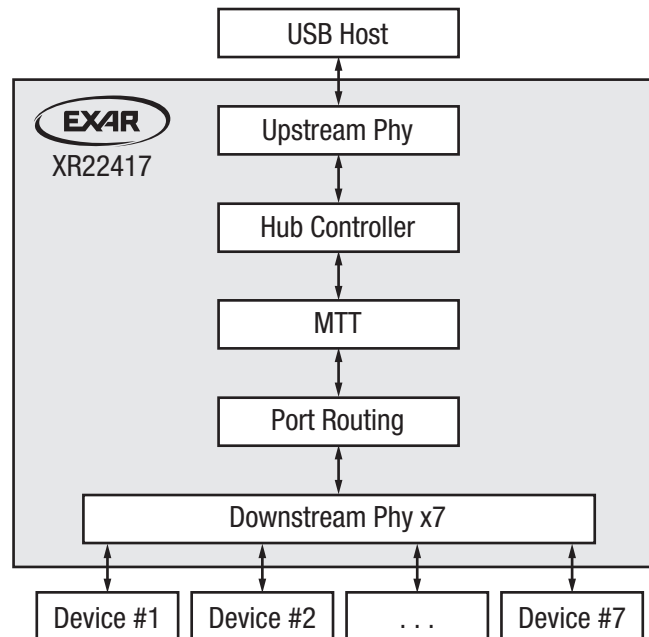 USB Host
EXAR
XR22417
Upstream Phy
Hub Controller
MTT
Port Routing
Downstream Phy x7
Device #1
Device #2
. . .
Device #7